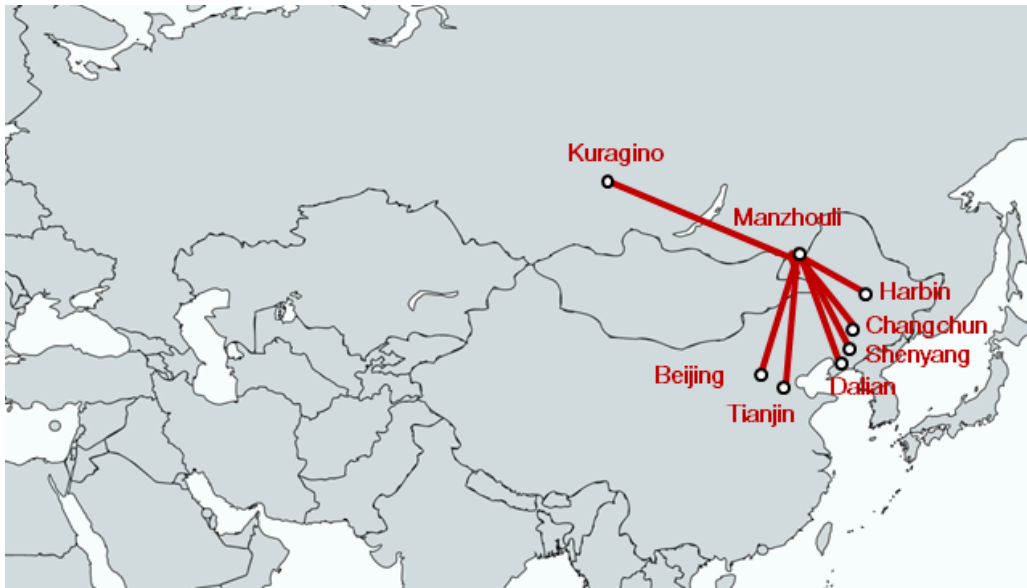 Kuragino
Manzhouli
Harbin
Changchun
Shenyang
Beijing
Dalian
Tianjin